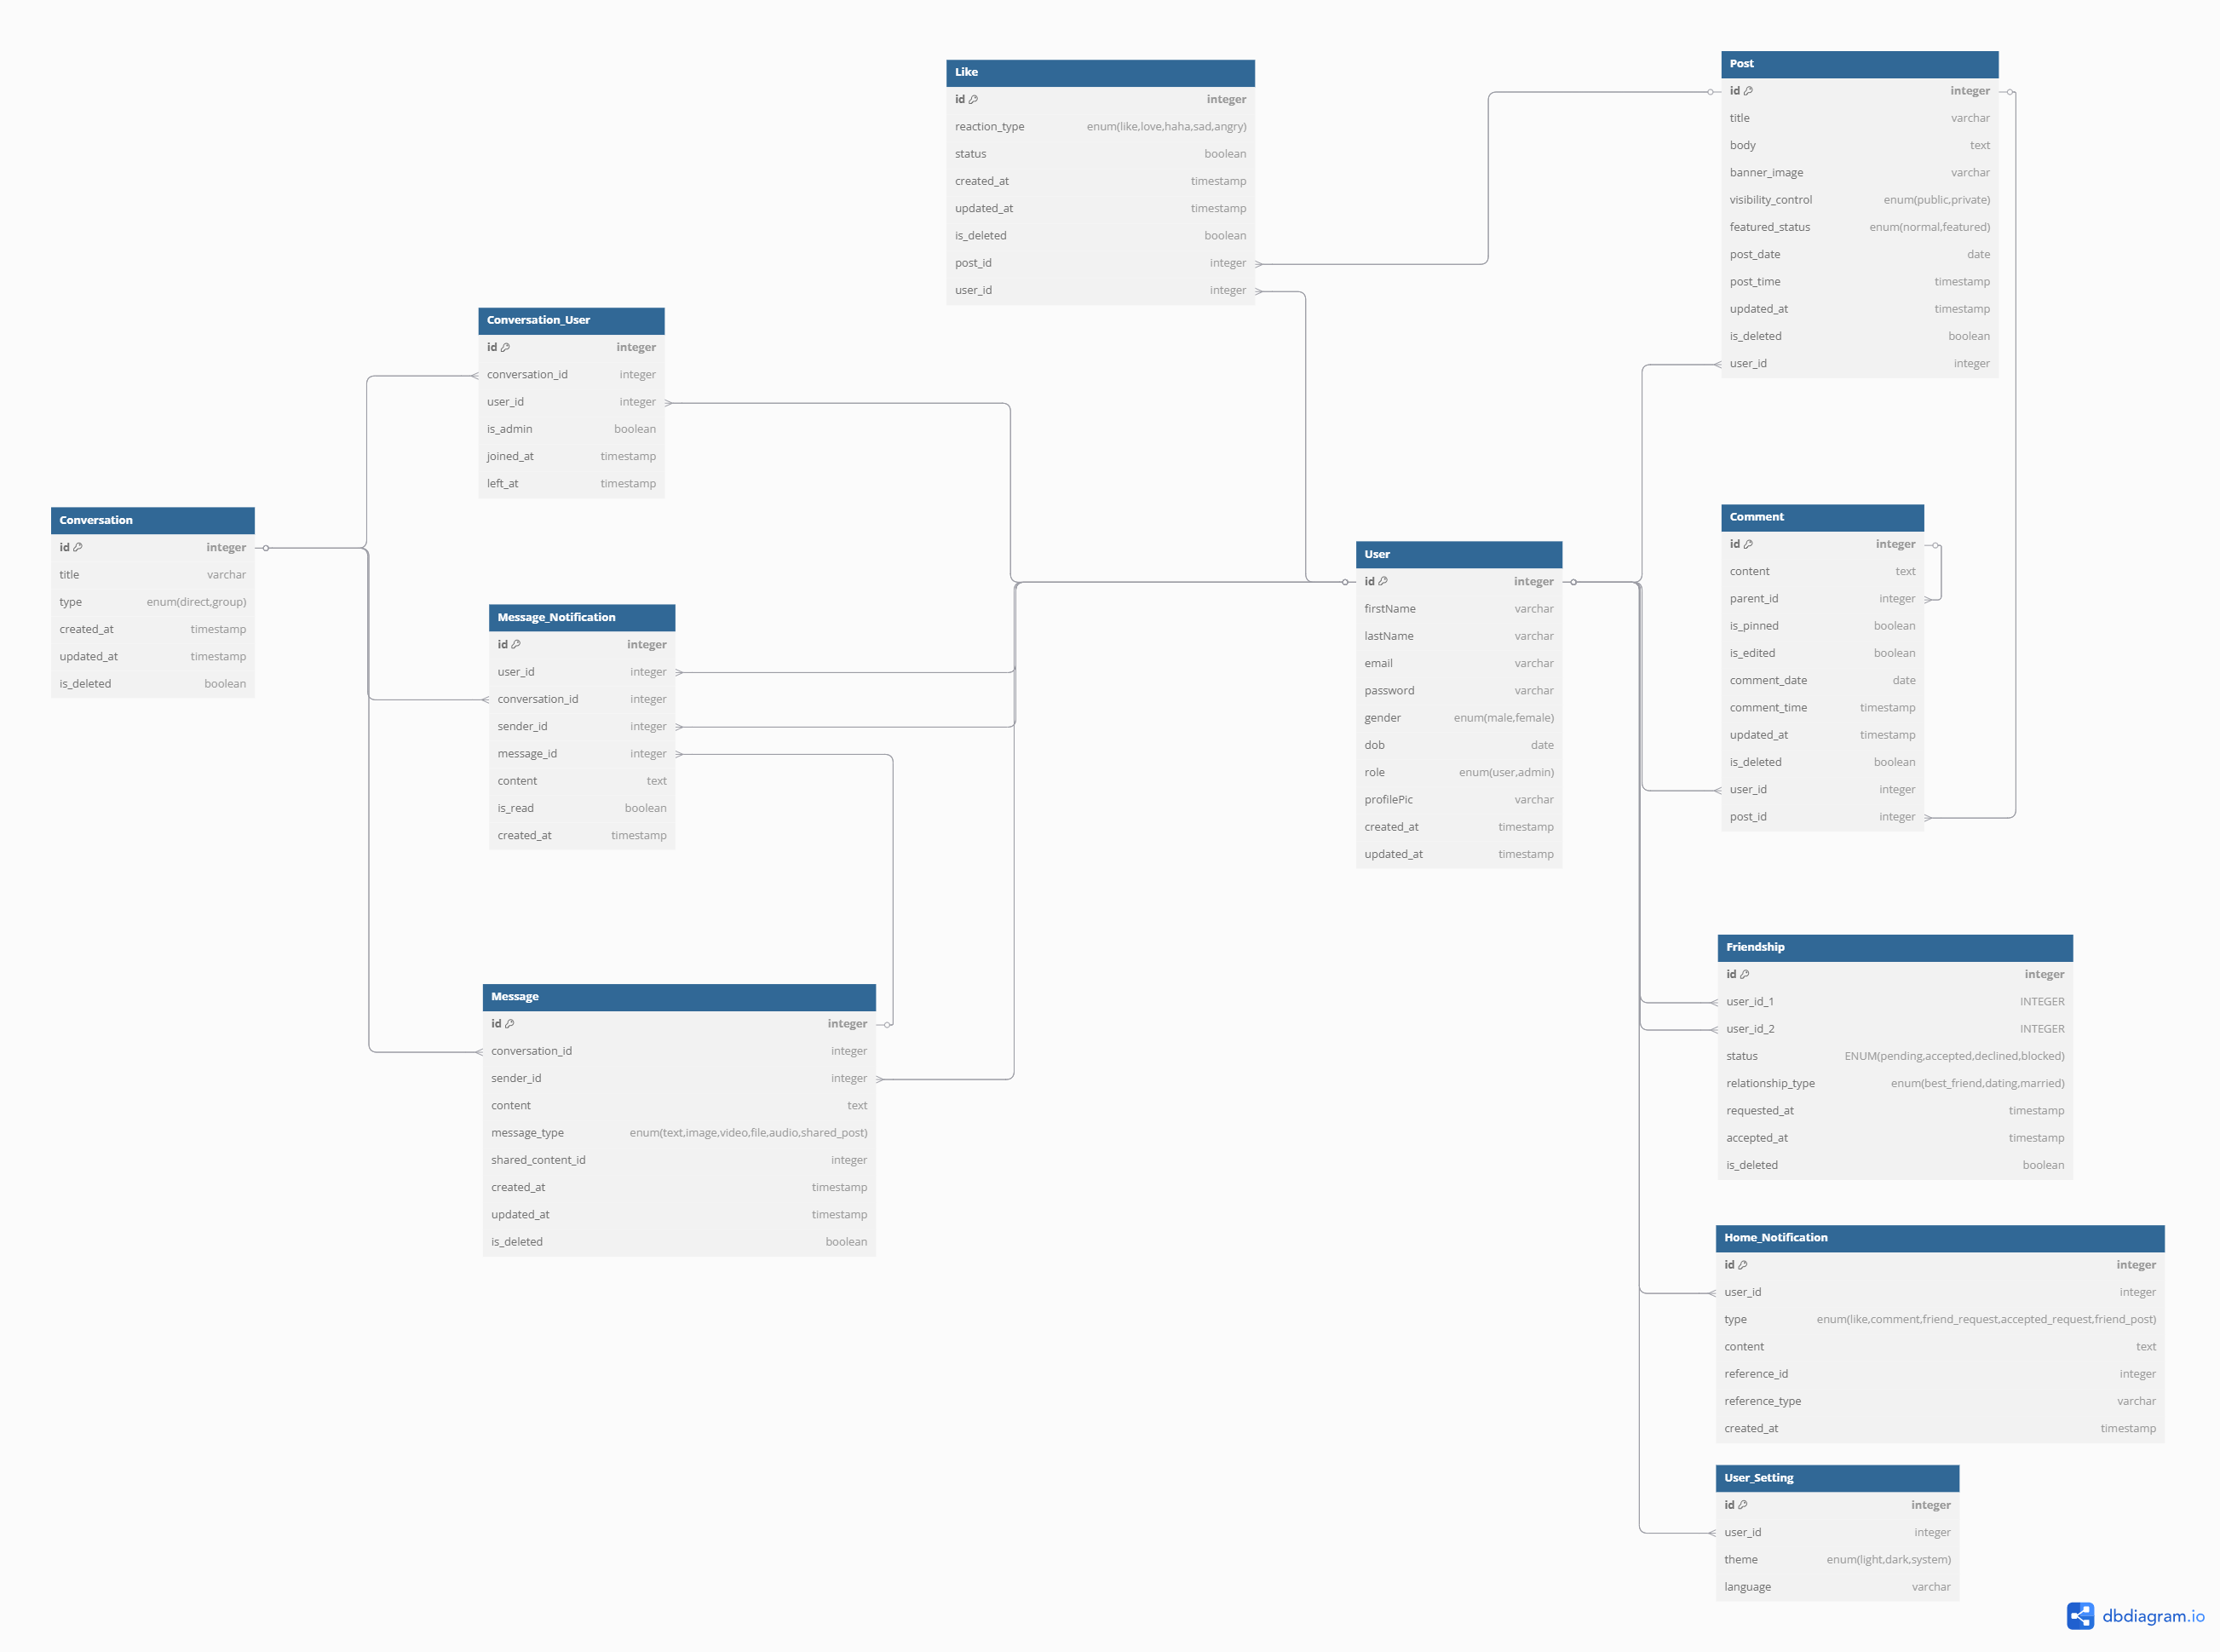 Like
id integer
reaction_type enum(like,love,haha,sad,angry)
status boolean
created_at timestamp
updated_at timestamp
is_deleted boolean
post_id integer
user_id integer
Post
id integer
title varchar
body text
banner_image varchar
visibility_control enum(public,private)
featured_status enum(normal,featured)
post_date date
post_time timestamp
updated_at timestamp
is_deleted boolean
user_id integer
Conversation_User
id integer
conversation_id integer
user_id integer
is_admin boolean
joined_at timestamp
left_at timestamp
Conversation
id integer
title varchar
type enum(direct,group)
created_at timestamp
updated_at timestamp
is_deleted boolean
Message_Notification
id integer
user_id integer
conversation_id integer
sender_id integer
message_id integer
content text
is_read boolean
created_at timestamp
User
id integer
firstName varchar
lastName varchar
email varchar
password varchar
gender enum(male,female)
dob date
role enum(user,admin)
profilePic varchar
created_at timestamp
updated_at timestamp
Comment
id integer
content text
parent_id integer
is_pinned boolean
is_edited boolean
comment_date date
comment_time timestamp
updated_at timestamp
is_deleted boolean
user_id integer
post_id integer
Message
id integer
conversation_id integer
sender_id integer
content text
message_type enum(text,image,video,file,audio,shared_post)
shared_content_id integer
created_at timestamp
updated_at timestamp
is_deleted boolean
Friendship
id integer
user_id_1 INTEGER
user_id_2 INTEGER
status ENUM(pending,accepted,declined,blocked)
relationship_type enum(best_friend,dating,married)
requested_at timestamp
accepted_at timestamp
is_deleted boolean
Home_Notification
id integer
user_id integer
type enum(like,comment,friend_request,accepted_request,friend_post)
content text
reference_id integer
reference_type varchar
created_at timestamp
User_Setting
id integer
user_id integer
theme enum(light,dark,system)
language varchar
dbdiagram.io